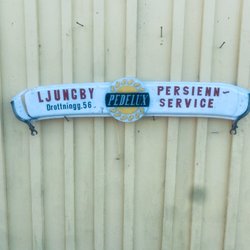 LJUNGBY
Drottningg.56.
PEDELUX
PERSIENN-
SERVICE